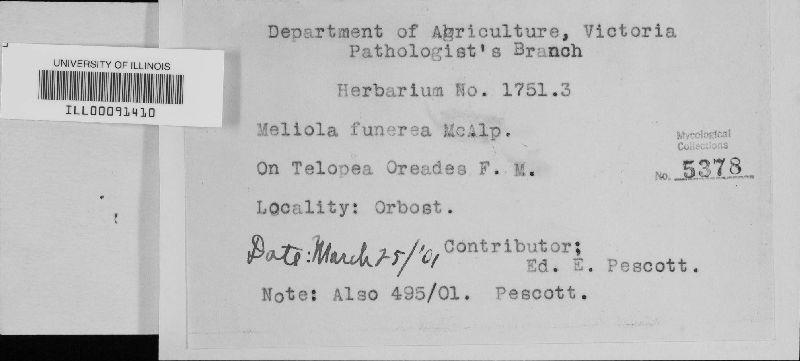 Department of Agriculture, Victoria
Pathologist's Branch
UNIVERSITY OF ILLINOIS
ILL00091410
Herbarium No. 1751.3
Meliola funerea McAlp.
Mycological
Collections
No. 5378
On Telopea Oreades F. M.
Locality: Orbost.
Date: March 25/'01
Contributor;
Ed. E. Pescott.
Note: Also 495/01. Pescott.